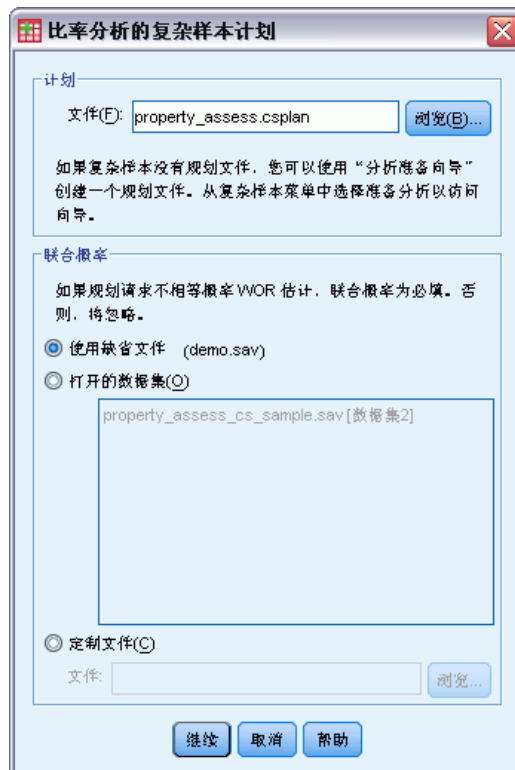 比率分析的复杂样本计划
计划
文件(F): property_assess.csplan 浏览(B)...
如果复杂样本没有规划文件，您可以使用“分析准备向导”
创建一个规划文件。从复杂样本菜单中选择准备分析以访问
向导。
联合概率
如果规划请求不相等概率 WOR 估计，联合概率为必填。否
则，将忽略。
使用缺省文件 (demo.sav)
打开的数据集(O)
property_assess_cs_sample.sav [数据集2]
定制文件(C)
文件: 浏览...
继续 取消 帮助